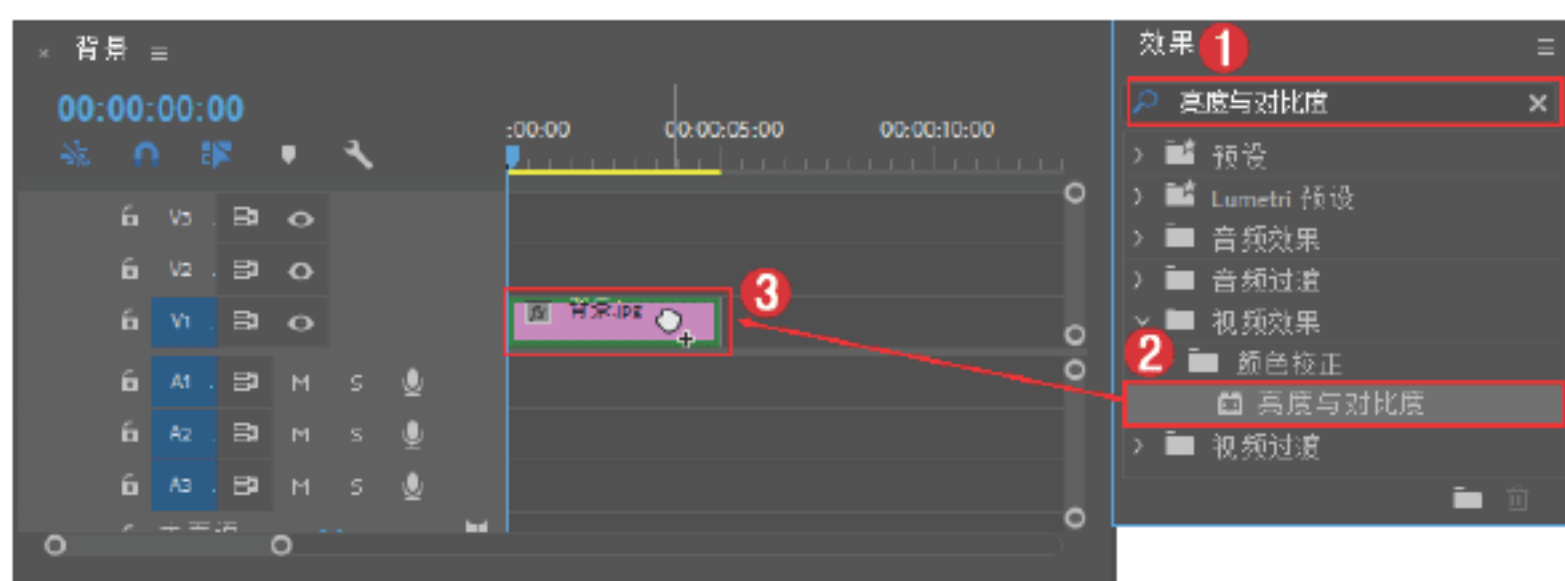 × 背景 ≡
00:00:00:00
:00:00 00:00:05:00 00:00:10:00
V3
V2
V1 fx 背景.jpg 3
A1 M S
A2 M S
A3 M S
效果 1
亮度与对比度 ×
预设
Lumetri 预设
音频效果
音频过渡
视频效果
2 颜色校正
亮度与对比度
视频过渡